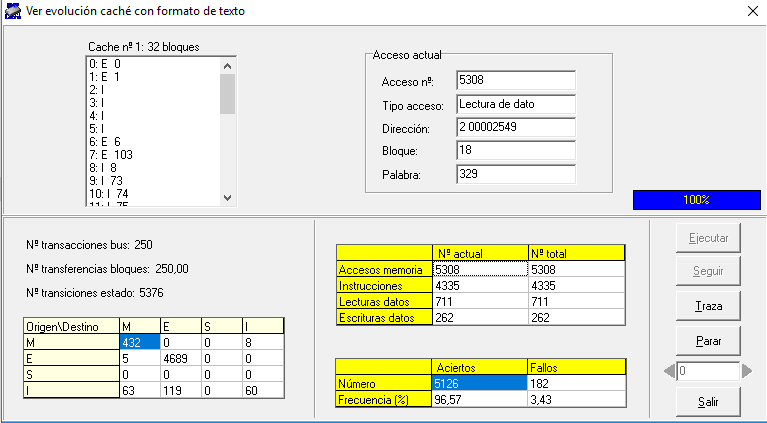 Ver evolución caché con formato de texto
Cache nº 1: 32 bloques
0: E 0
1: E 1
2: I
3: I
4: I
5: I
6: E 6
7: E 103
8: I 8
9: I 73
10: I 74
11: I 75
Acceso actual
Acceso nº: 5308
Tipo acceso: Lectura de dato
Dirección: 2 00002549
Bloque: 18
Palabra: 329
100%
Nº transacciones bus: 250
Nº transferencias bloques: 250,00
Nº transiciones estado: 5376
Origen\Destino M E S I
M 432 0 0 8
E 5 4689 0 0
S 0 0 0 0
I 63 119 0 60
Nº actual Nº total
Accesos memoria 5308 5308
Instrucciones 4335 4335
Lecturas datos 711 711
Escrituras datos 262 262
Aciertos Fallos
Número 5126 182
Frecuencia (%) 96,57 3,43
Ejecutar
Seguir
Traza
Parar
0
Salir